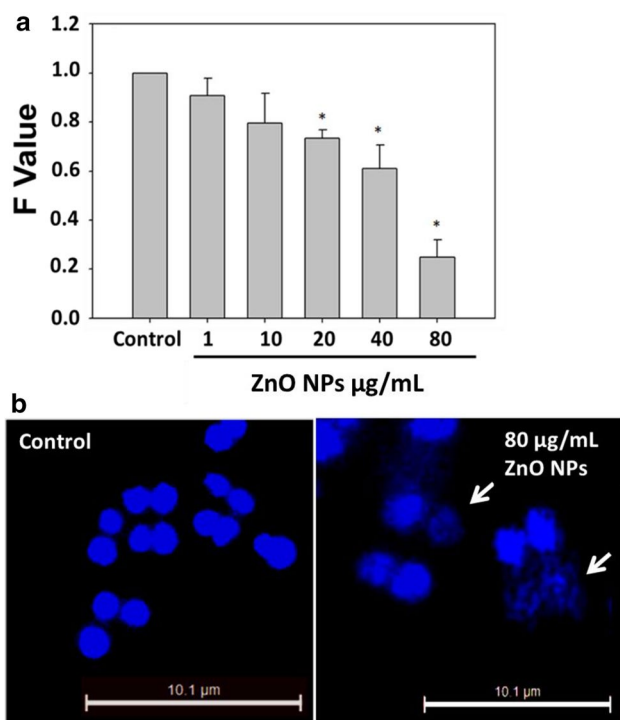 a
F Value
1.2
1.0
0.8
0.6
0.4
0.2
0.0
*
*
*
Control 1 10 20 40 80
ZnO NPs µg/mL
b
Control
80 µg/mL
ZnO NPs
10.1 µm
10.1 µm